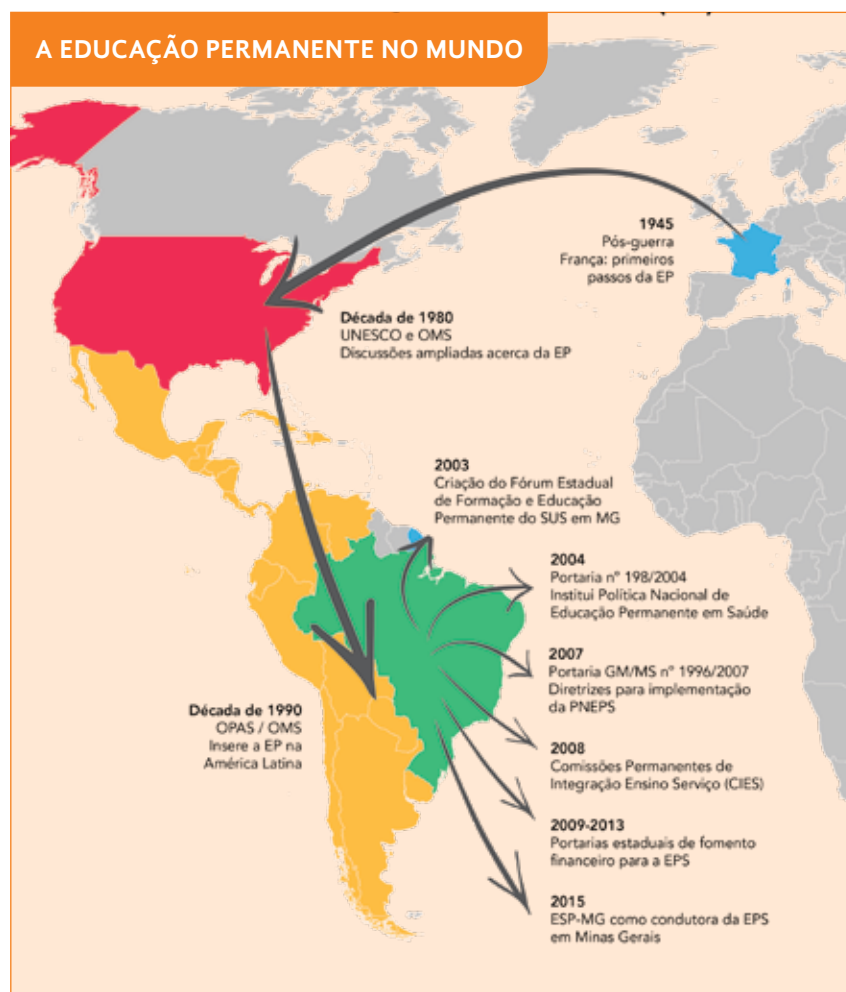 A EDUCAÇÃO PERMANENTE NO MUNDO
1945
Pós-guerra
França: primeiros
passos da EP
Década de 1980
UNESCO e OMS
Discussões ampliadas acerca da EP
2003
Criação do Fórum Estadual
de Formação e Educação
Permanente do SUS em MG
2004
Portaria nº 198/2004
Institui Política Nacional de
Educação Permanente em Saúde
2007
Portaria GM/MS nº 1996/2007
Diretrizes para implementação
da PNEPS
Década de 1990
OPAS / OMS
Insere a EP na
América Latina
2008
Comissões Permanentes de
Integração Ensino Serviço (CIES)
2009-2013
Portarias estaduais de fomento
financeiro para a EPS
2015
ESP-MG como condutora da EPS
em Minas Gerais